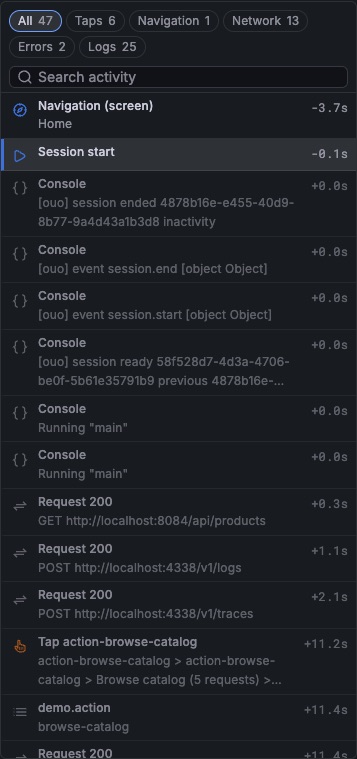 All 47 Taps 6 Navigation 1 Network 13
Errors 2 Logs 25
Search activity
Navigation (screen) -3.7s
Home
Session start -0.1s
{} Console +0.0s
[ouo] session ended 4878b16e-e455-40d9-
8b77-9a4d43a1b3d8 inactivity
{} Console +0.0s
[ouo] event session.end [object Object]
{} Console +0.0s
[ouo] event session.start [object Object]
{} Console +0.0s
[ouo] session ready 58f528d7-4d3a-4706-
be0f-5b61e35791b9 previous 4878b16e-...
{} Console +0.0s
Running "main"
{} Console +0.0s
Running "main"
Request 200 +0.3s
GET http://localhost:8084/api/products
Request 200 +1.1s
POST http://localhost:4338/v1/logs
Request 200 +2.1s
POST http://localhost:4338/v1/traces
Tap action-browse-catalog +11.2s
action-browse-catalog > action-browse-
catalog > Browse catalog (5 requests) >...
demo.action +11.4s
browse-catalog
Request 200 +11.4s